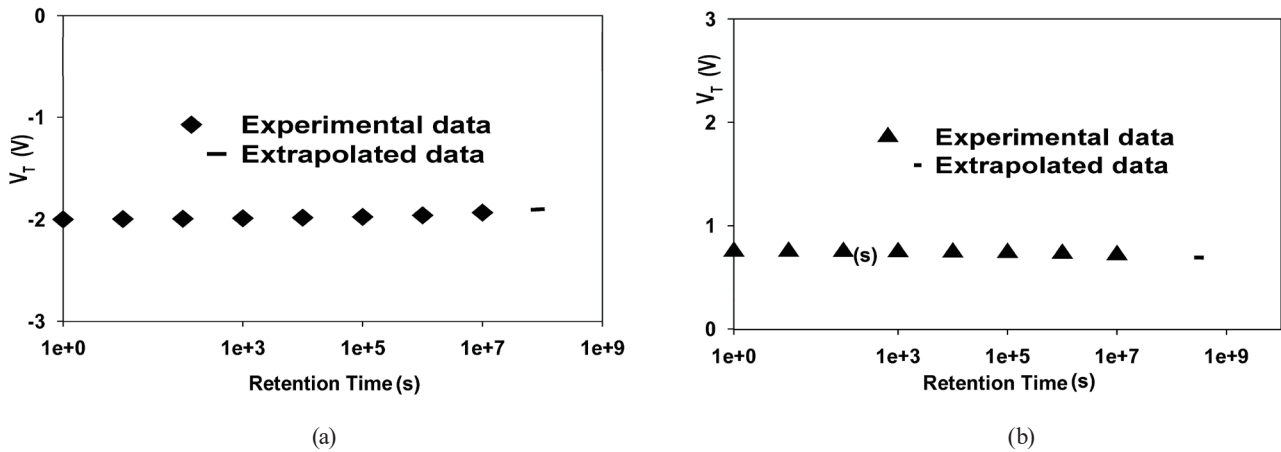 0
-1
-2
-3
V_T (V)
Experimental data
Extrapolated data
1e+0
1e+3
1e+5
1e+7
1e+9
Retention Time (s)
(a)
3
2
1
0
V_T (V)
Experimental data
Extrapolated data
(s)
1e+0
1e+3
1e+5
1e+7
1e+9
Retention Time (s)
(b)